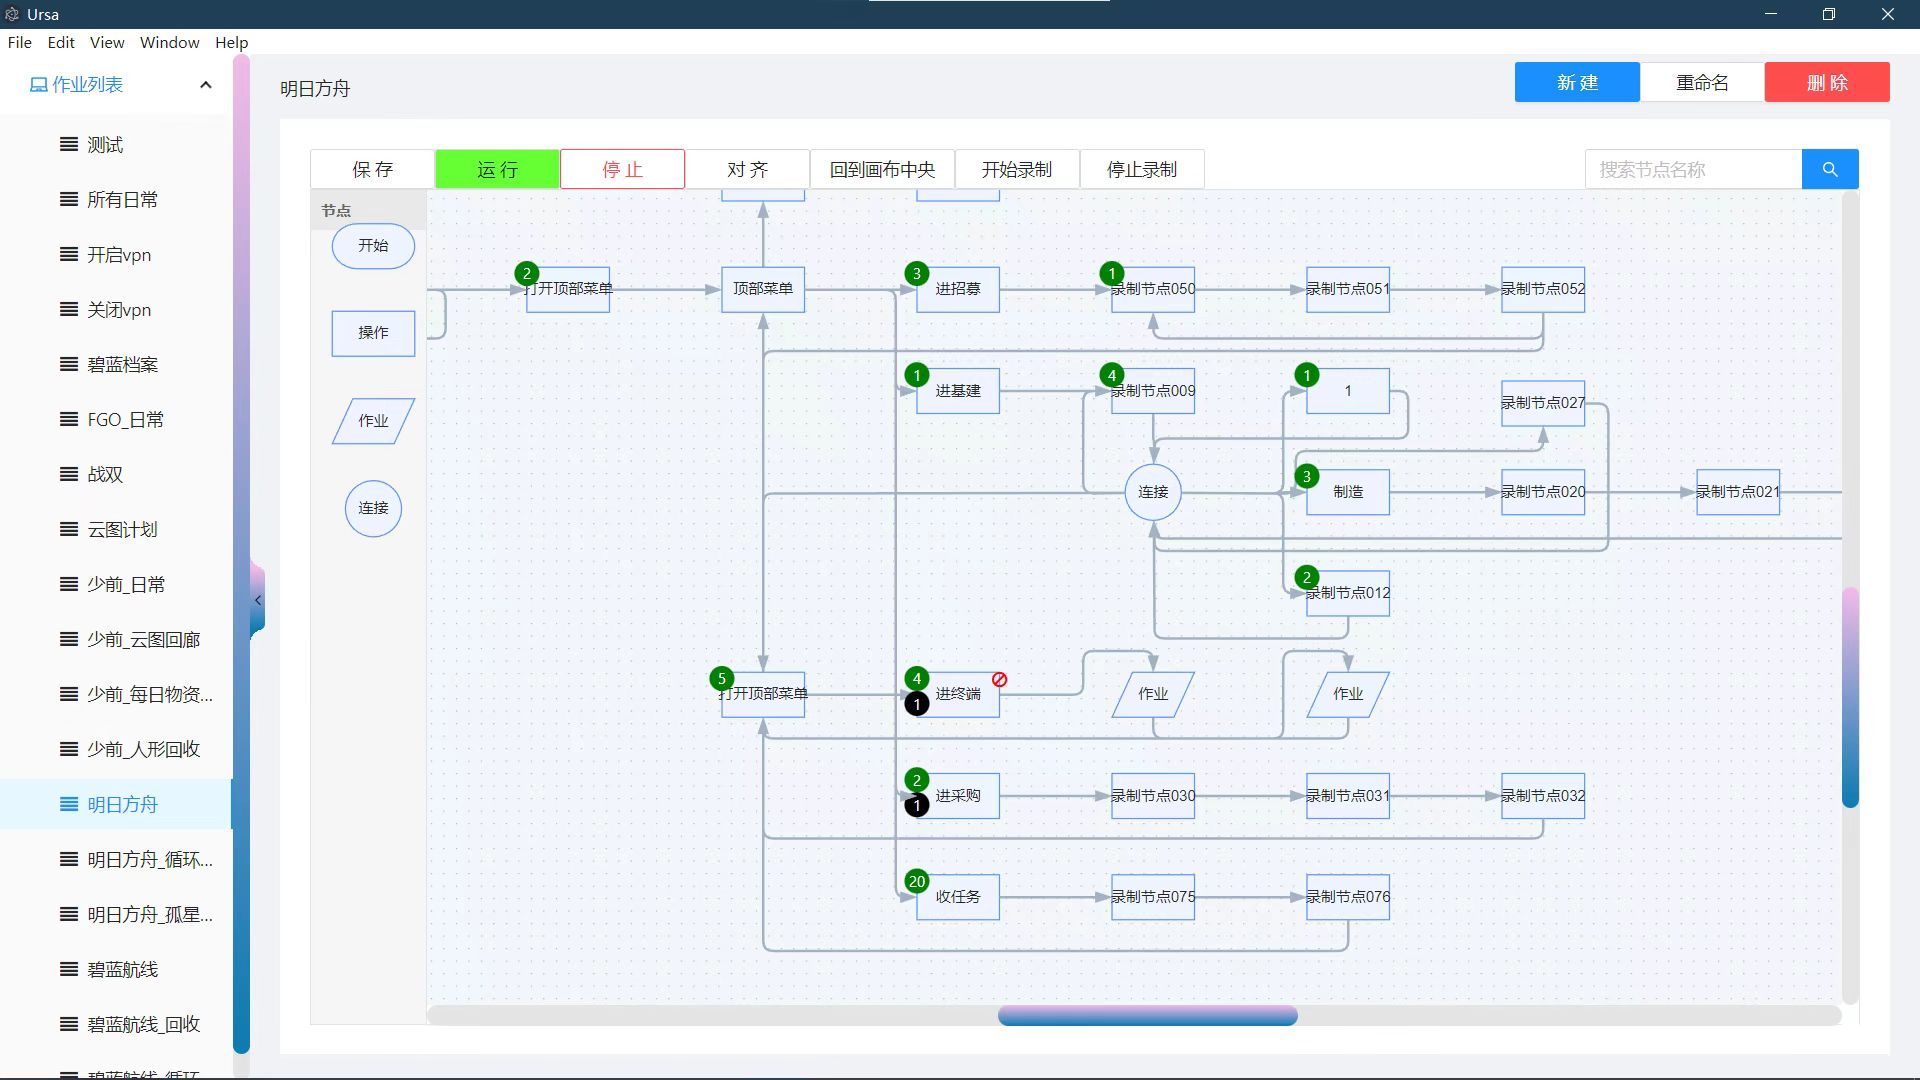 Ursa
File Edit View Window Help
作业列表
测试
所有日常
开启vpn
关闭vpn
碧蓝档案
FGO_日常
战双
云图计划
少前_日常
少前_云图回廊
少前_每日物资...
少前_人形回收
明日方舟
明日方舟_循环...
明日方舟_孤星...
碧蓝航线
碧蓝航线_回收
碧蓝航线_循环
明日方舟
新 建
重命名
删 除
保 存
运 行
停 止
对 齐
回到画布中央
开始录制
停止录制
搜索节点名称
节点
开始
操作
作业
连接
2
打开顶部菜单
顶部菜单
3
进招募
1
录制节点050
录制节点051
录制节点052
1
进基建
4
录制节点009
1
1
录制节点027
连接
3
制造
录制节点020
录制节点021
2
录制节点012
5
打开顶部菜单
4
1
进终端
作业
作业
2
1
进采购
录制节点030
录制节点031
录制节点032
20
收任务
录制节点075
录制节点076